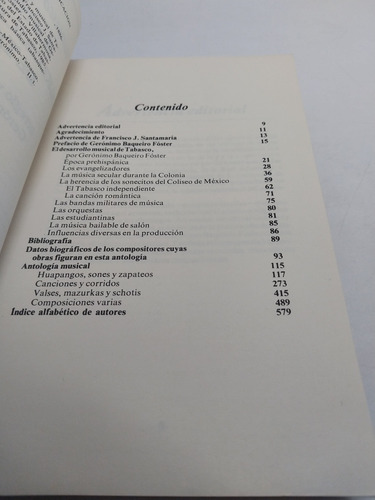 Contenido
Advertencia editorial 9
Agradecimiento 11
Advertencia de Francisco J. Santamaría 13
Prefacio de Gerónimo Baqueiro Fóster 15
El desarrollo musical de Tabasco,
por Gerónimo Baqueiro Fóster
Epoca prehispánica 21
Los evangelizadores 28
La música secular durante la Colonia 36
La herencia de los sonecitos del Coliseo de México 59
El Tabasco independiente 62
La canción romántica 71
Las bandas militares de música 75
Las orquestas 80
Las estudiantinas 81
La música bailable de salón 85
Influencias diversas en la producción 86
Bibliografía 89
Datos biográficos de los compositores cuyas
obras figuran en esta antología 93
Antología musical 115
Huapangos, sones y zapateos 117
Canciones y corridos 273
Valses, mazurkas y schotis 415
Composiciones varias 489
Índice alfabético de autores 579